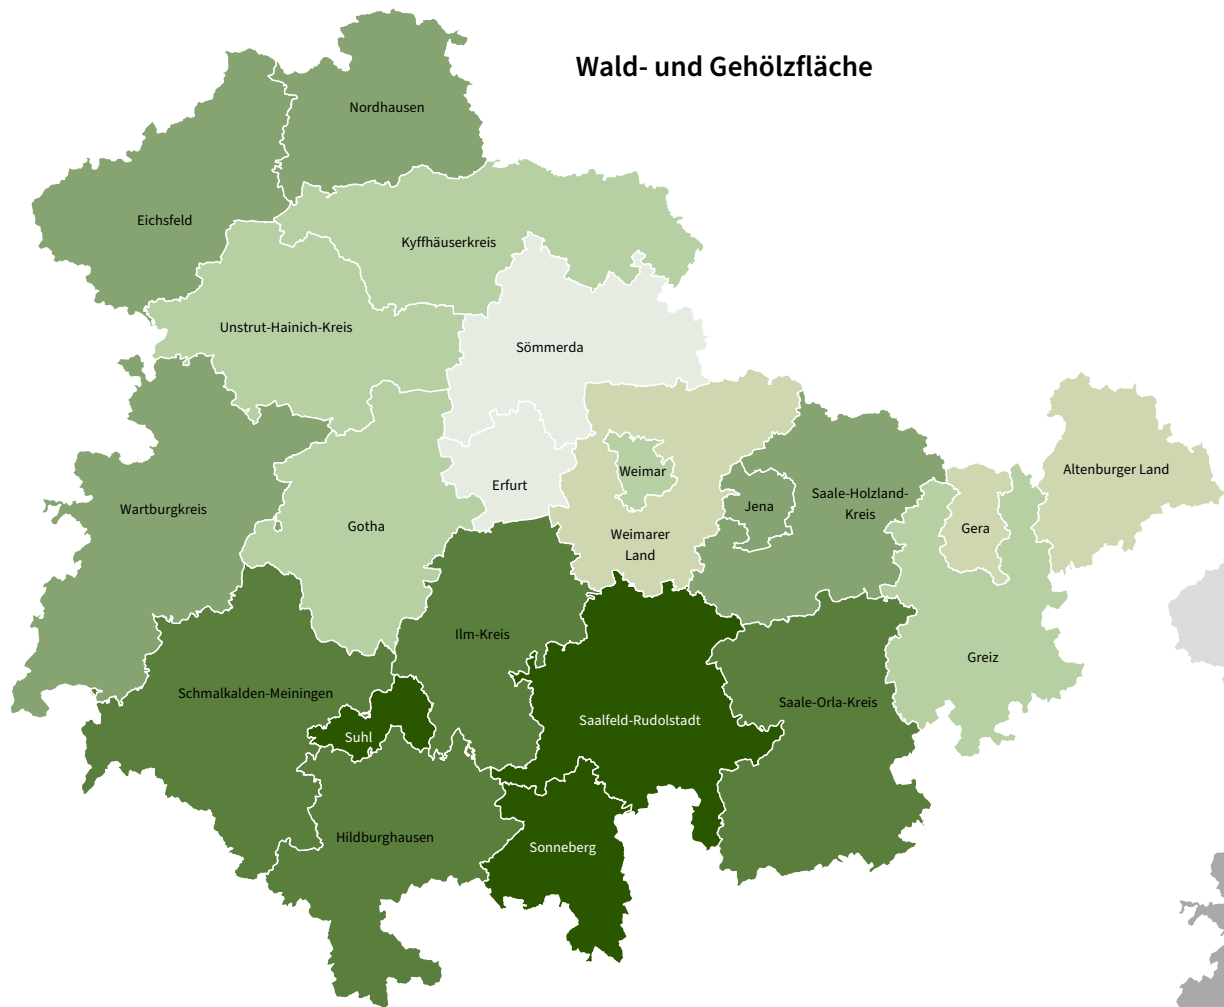 Wald- und Gehölzfläche
Nordhausen
Eichsfeld
Kyffhäuserkreis
Unstrut-Hainich-Kreis
Sömmerda
Altenburger Land
Weimar
Erfurt
Wartburgkreis
Gotha
Jena
Saale-Holzland-
Kreis
Gera
Weimarer
Land
Ilm-Kreis
Greiz
Schmalkalden-Meiningen
Saale-Orla-Kreis
Saalfeld-Rudolstadt
Suhl
Hildburghausen
Sonneberg